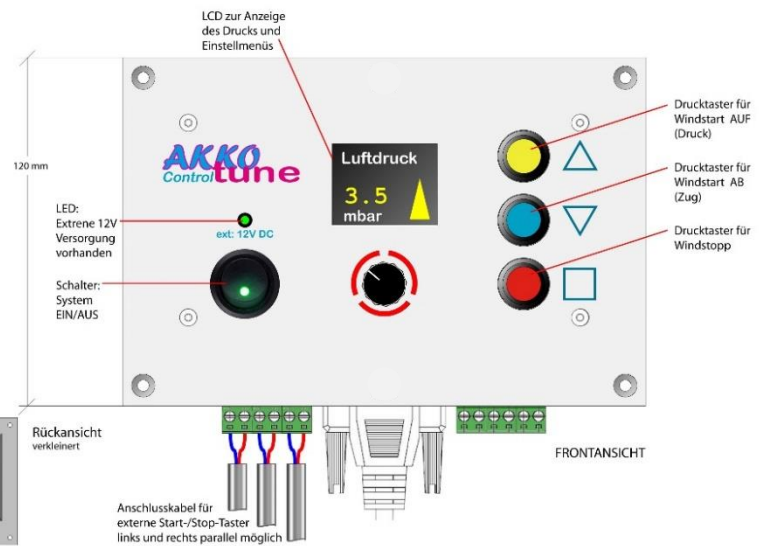 LCD zur Anzeige
des Drucks und
Einstellmenüs
120 mm
AKKO
Control tune
LED:
Extrene 12V
Versorgung
vorhanden
ext: 12V DC
Schalter:
System
EIN/AUS
Luftdruck
3.5
mbar
Drucktaster für
Windstart AUF
(Druck)
Drucktaster für
Windstart AB
(Zug)
Drucktaster für
Windstopp
Rückansicht
verkleinert
FRONTANSICHT
Anschlusskabel für
externe Start-/Stop-Taster
links und rechts parallel möglich